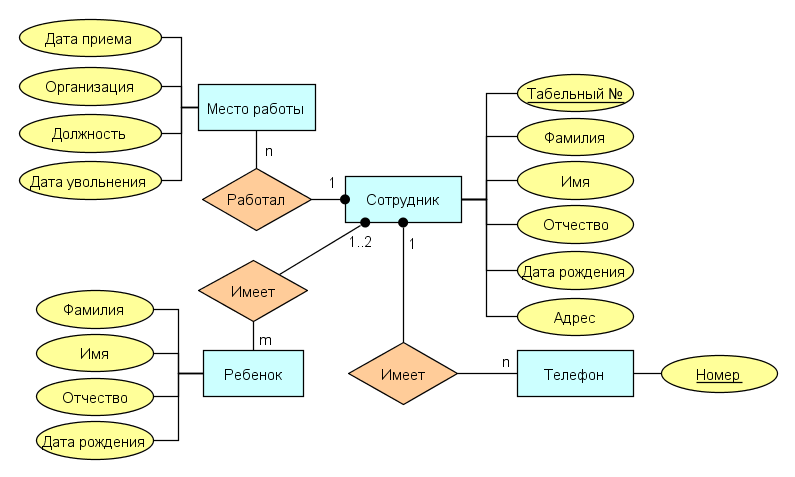 Дата приема
Организация
Должность
Дата увольнения
Место работы
n
Работал
1
Сотрудник
Табельный №
Фамилия
Имя
Отчество
Дата рождения
Адрес
1..2
1
Имеет
m
Фамилия
Имя
Отчество
Дата рождения
Ребенок
Имеет
n
Телефон
Номер